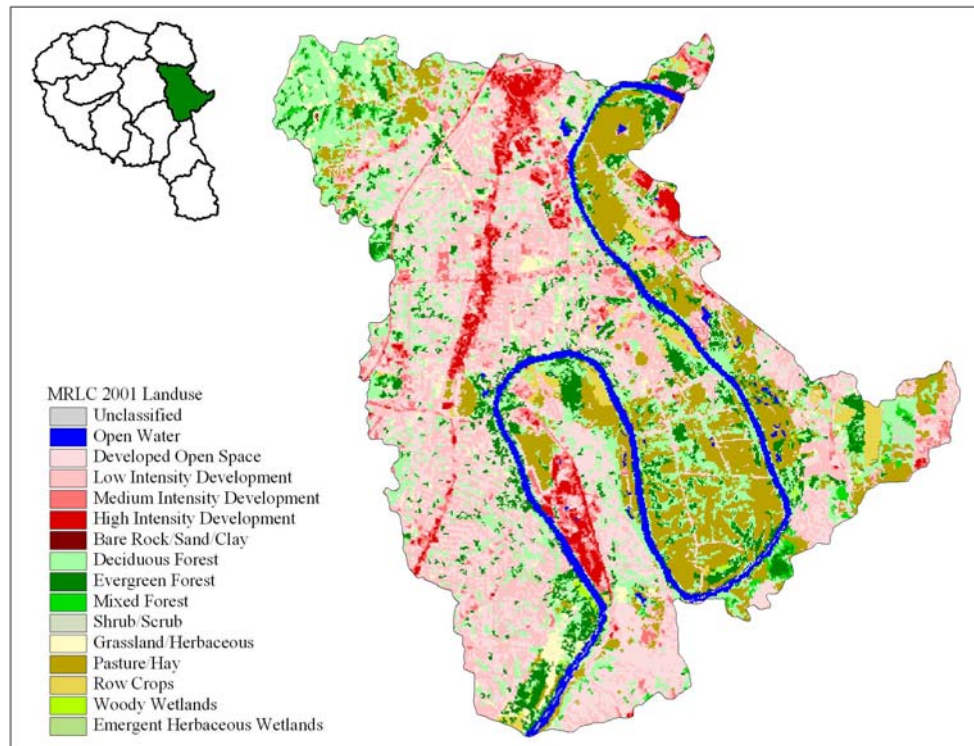 MRLC 2001 Landuse
Unclassified
Open Water
Developed Open Space
Low Intensity Development
Medium Intensity Development
High Intensity Development
Bare Rock/Sand/Clay
Deciduous Forest
Evergreen Forest
Mixed Forest
Shrub/Scrub
Grassland/Herbaceous
Pasture/Hay
Row Crops
Woody Wetlands
Emergent Herbaceous Wetlands